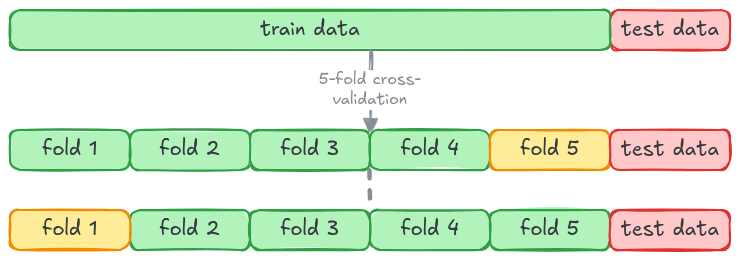 train data test data
5-fold cross-
validation
fold 1 fold 2 fold 3 fold 4 fold 5 test data
fold 1 fold 2 fold 3 fold 4 fold 5 test data